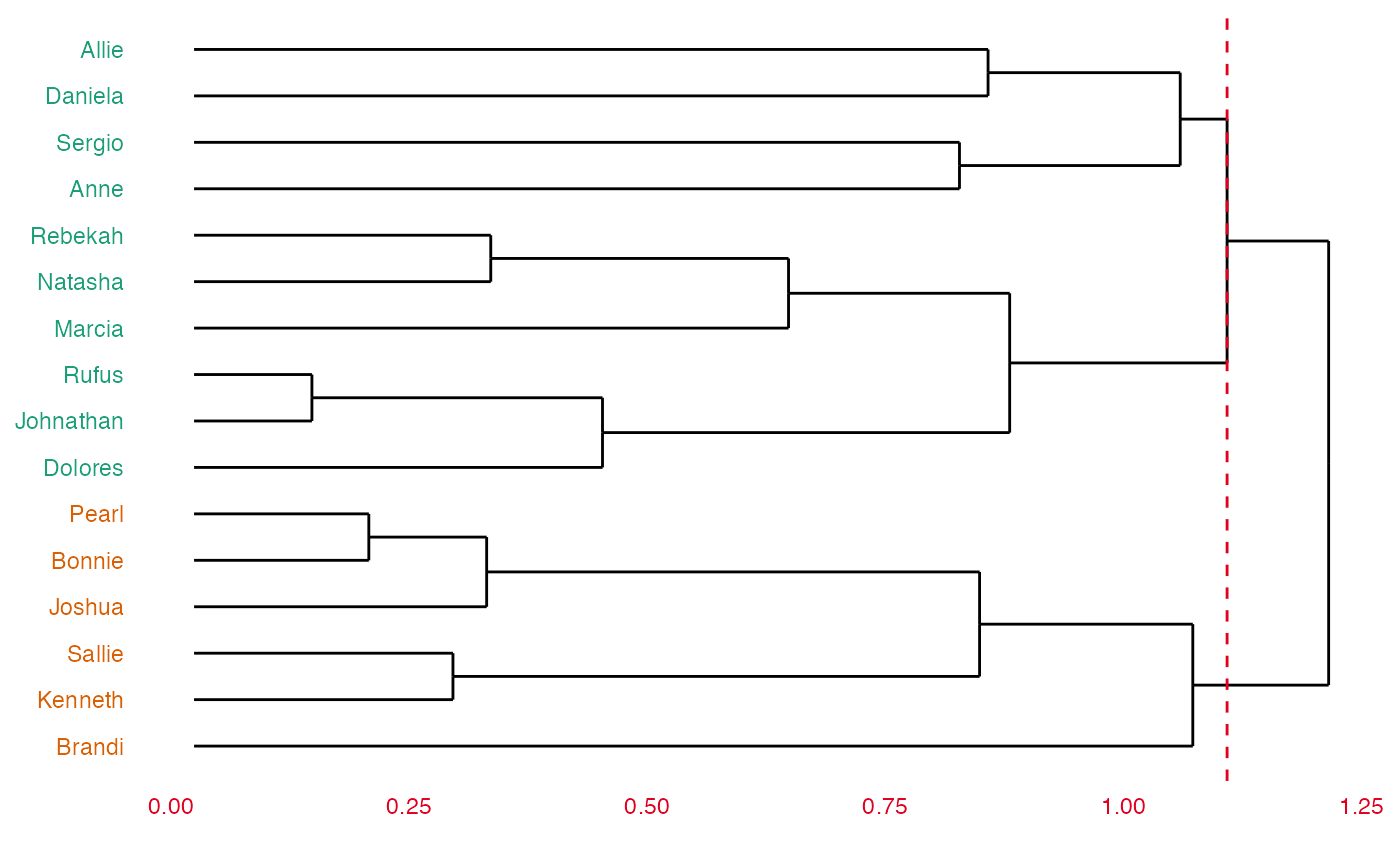 Allie
Daniela
Sergio
Anne
Rebekah
Natasha
Marcia
Rufus
Johnathan
Dolores
Pearl
Bonnie
Joshua
Sallie
Kenneth
Brandi
0.00 0.25 0.50 0.75 1.00 1.25